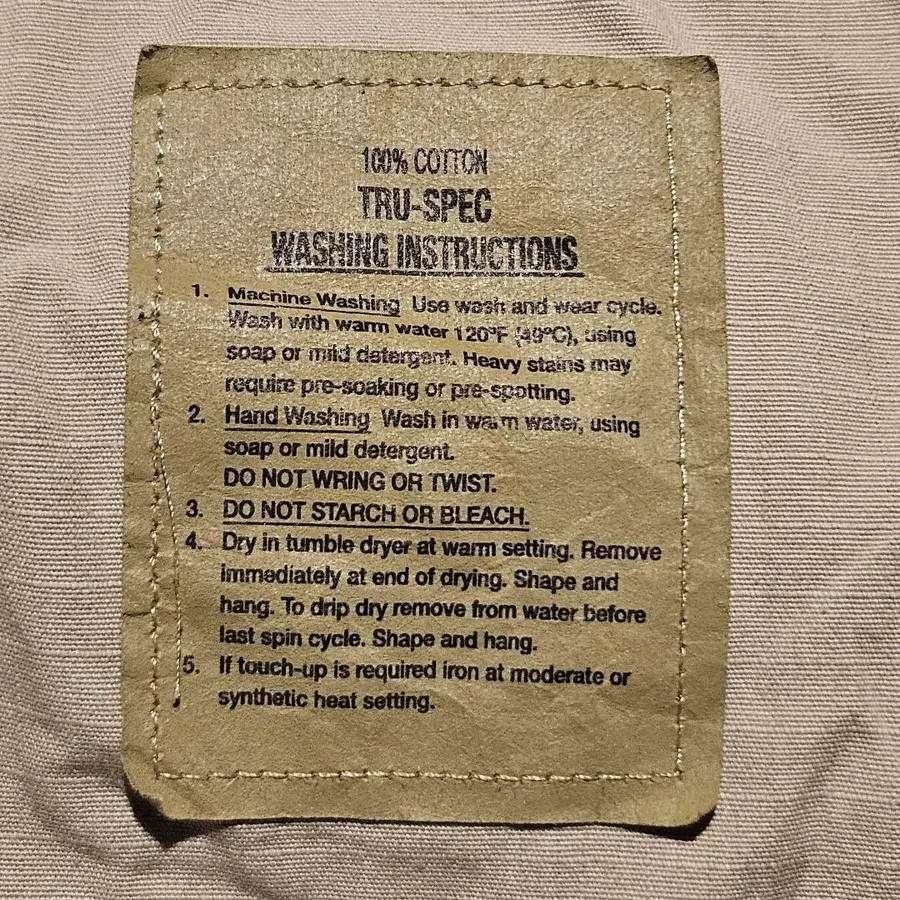 100% COTTON
TRU-SPEC
WASHING INSTRUCTIONS
1. Machine Washing Use wash and wear cycle.
Wash with warm water 120°F (49°C), using
soap or mild detergent. Heavy stains may
require pre-soaking or pre-spotting.
2. Hand Washing Wash in warm water, using
soap or mild detergent.
DO NOT WRING OR TWIST.
3. DO NOT STARCH OR BLEACH.
4. Dry in tumble dryer at warm setting. Remove
immediately at end of drying. Shape and
hang. To drip dry remove from water before
last spin cycle. Shape and hang.
5. If touch-up is required iron at moderate or
synthetic heat setting.